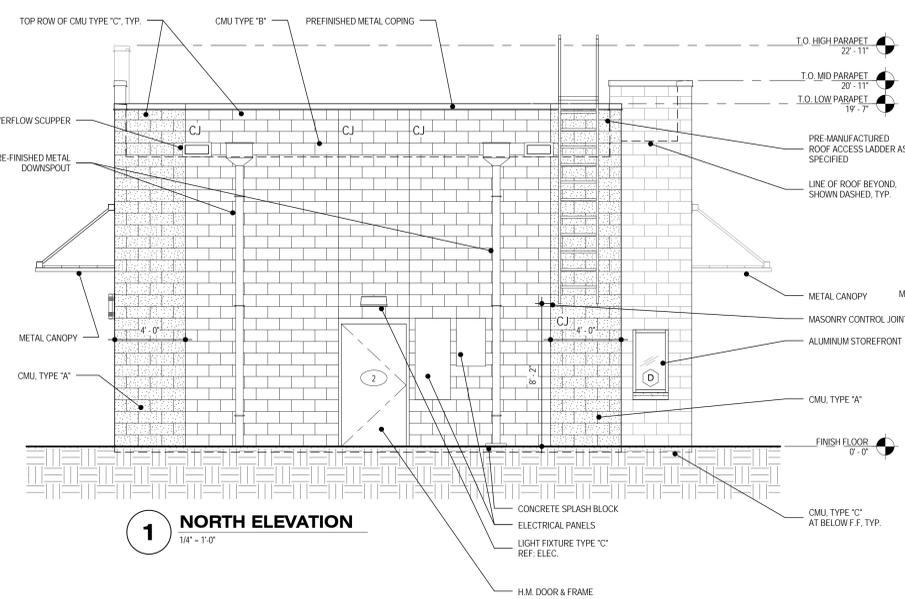 TOP ROW OF CMU TYPE "C", TYP.
CMU TYPE "B"
PREFINISHED METAL COPING
T.O. HIGH PARAPET
22' - 11"
T.O. MID PARAPET
20' - 11"
T.O. LOW PARAPET
19' - 7"
VERFLOW SCUPPER
CJ
CJ
CJ
PRE-MANUFACTURED
ROOF ACCESS LADDER AS
SPECIFIED
RE-FINISHED METAL
DOWNSPOUT
LINE OF ROOF BEYOND,
SHOWN DASHED, TYP.
METAL CANOPY
M
MASONRY CONTROL JOINT
CJ
METAL CANOPY
4' - 0"
4' - 0"
ALUMINUM STOREFRONT
CMU, TYPE "A"
2
8' - 2"
D
CMU, TYPE "A"
FINISH FLOOR
0' - 0"
CONCRETE SPLASH BLOCK
ELECTRICAL PANELS
LIGHT FIXTURE TYPE "C"
REF: ELEC.
CMU, TYPE "C"
AT BELOW F.F, TYP.
1
NORTH ELEVATION
1/4" = 1'-0"
H.M. DOOR & FRAME